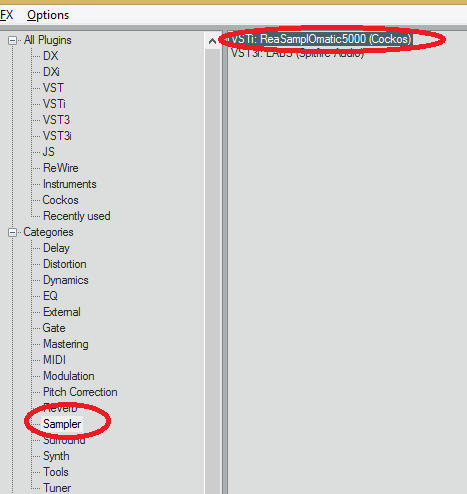 FX Options
All Plugins
DX
DXi
VST
VSTi
VST3
VST3i
JS
ReWire
Instruments
Cockos
Recently used
Categories
Delay
Distortion
Dynamics
EQ
External
Gate
Mastering
MIDI
Modulation
Pitch Correction
Reverb
Sampler
Surround
Synth
Tools
Tuner
VSTi: ReaSamplOmatic5000 (Cockos)
VST3i: LABS (Spitfire Audio)